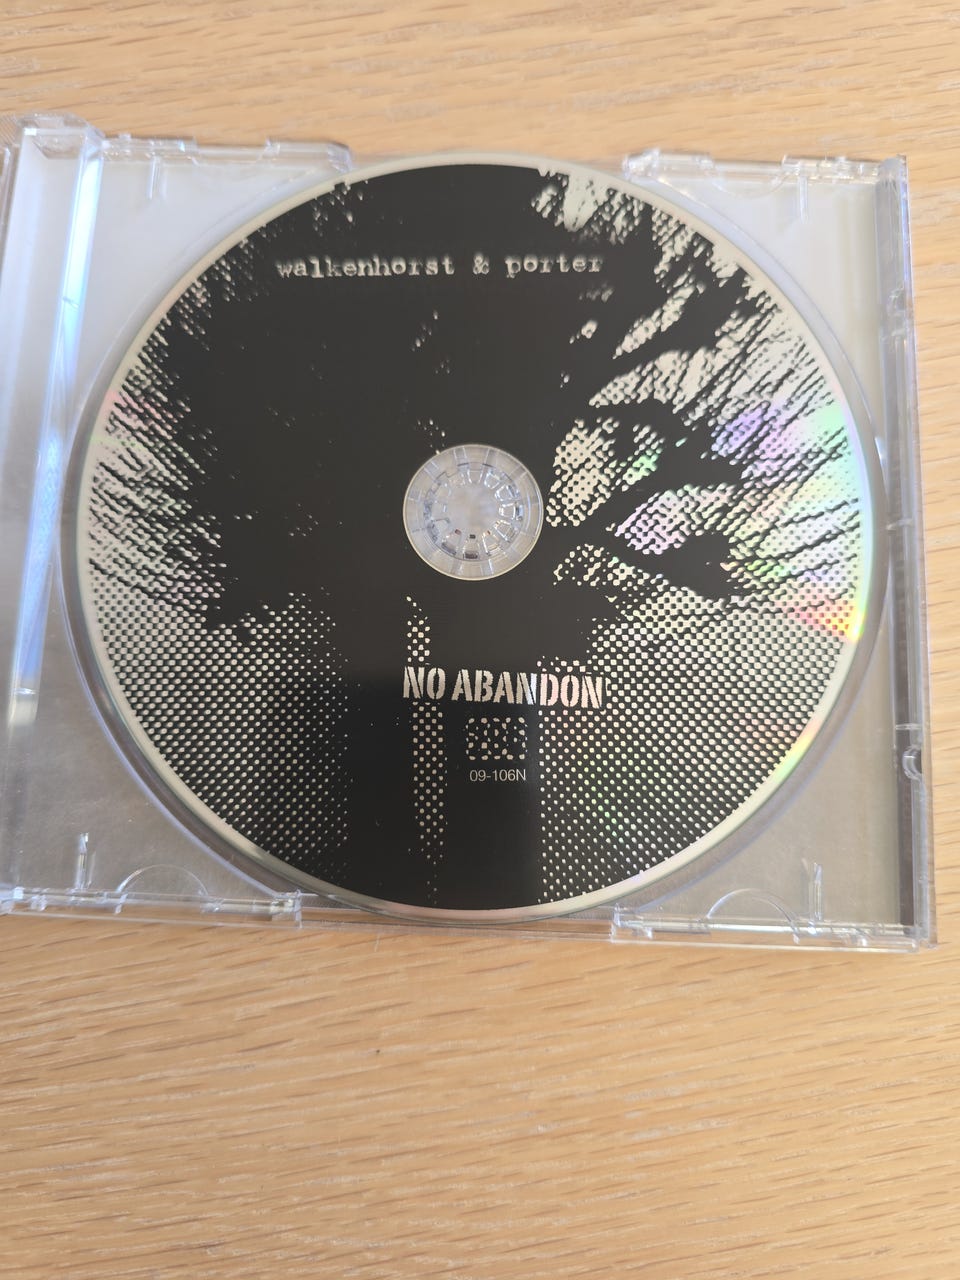 walkenhorst & porter
NO ABANDON
09-106N